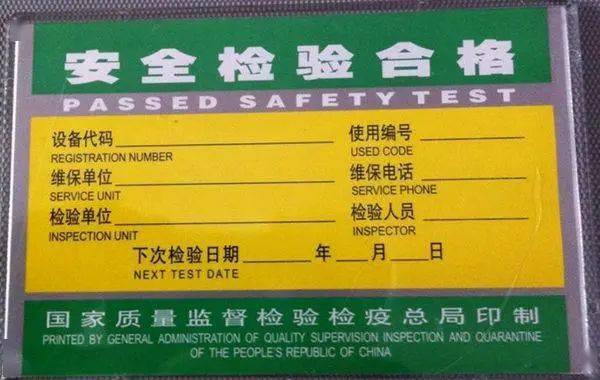 安全检验合格
PASSED SAFETY TEST
设备代码 使用编号
REGISTRATION NUMBER USED CODE
维保单位 维保电话
SERVICE UNIT SERVICE PHONE
检验单位 检验人员
INSPECTION UNIT INSPECTOR
下次检验日期 年 月 日
NEXT TEST DATE
国家质量监督检验检疫总局印制
PRINTED BY GENERAL ADMINISTRATION OF QUALITY SUPERVISION INSPECTION AND QUARANTINE
OF THE PEOPLE'S REPUBLIC OF CHINA